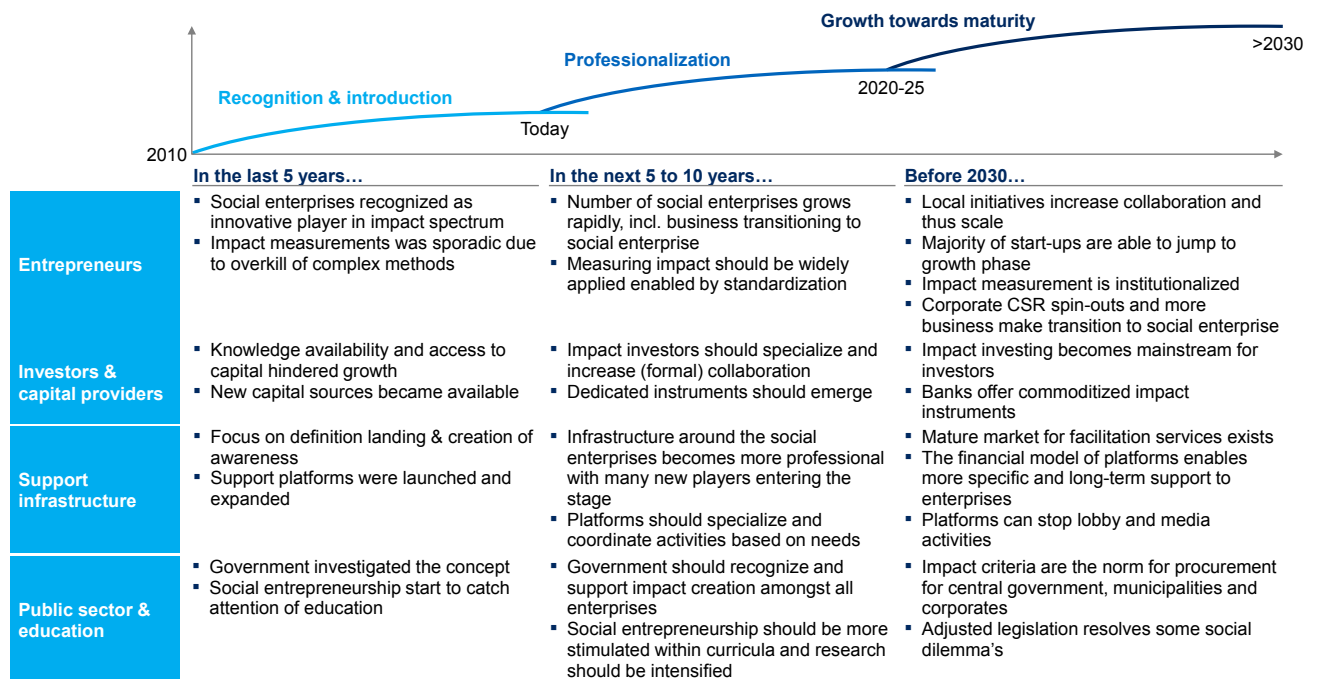 Growth towards maturity
>2030
Professionalization
2020-25
Recognition & introduction
Today
2010
In the last 5 years…
In the next 5 to 10 years…
Before 2030…
Entrepreneurs
▪ Social enterprises recognized as
innovative player in impact spectrum
▪ Impact measurements was sporadic due
to overkill of complex methods
▪ Number of social enterprises grows
rapidly, incl. business transitioning to
social enterprise
▪ Measuring impact should be widely
applied enabled by standardization
▪ Local initiatives increase collaboration and
thus scale
▪ Majority of start-ups are able to jump to
growth phase
▪ Impact measurement is institutionalized
▪ Corporate CSR spin-outs and more
business make transition to social enterprise
Investors &
capital providers
▪ Knowledge availability and access to
capital hindered growth
▪ New capital sources became available
▪ Impact investors should specialize and
increase (formal) collaboration
▪ Dedicated instruments should emerge
▪ Impact investing becomes mainstream for
investors
▪ Banks offer commoditized impact
instruments
Support
infrastructure
▪ Focus on definition landing & creation of
awareness
▪ Support platforms were launched and
expanded
▪ Infrastructure around the social
enterprises becomes more professional
with many new players entering the
stage
▪ Platforms should specialize and
coordinate activities based on needs
▪ Mature market for facilitation services exists
▪ The financial model of platforms enables
more specific and long-term support to
enterprises
▪ Platforms can stop lobby and media
activities
Public sector &
education
▪ Government investigated the concept
▪ Social entrepreneurship start to catch
attention of education
▪ Government should recognize and
support impact creation amongst all
enterprises
▪ Social entrepreneurship should be more
stimulated within curricula and research
should be intensified
▪ Impact criteria are the norm for procurement
for central government, municipalities and
corporates
▪ Adjusted legislation resolves some social
dilemma's